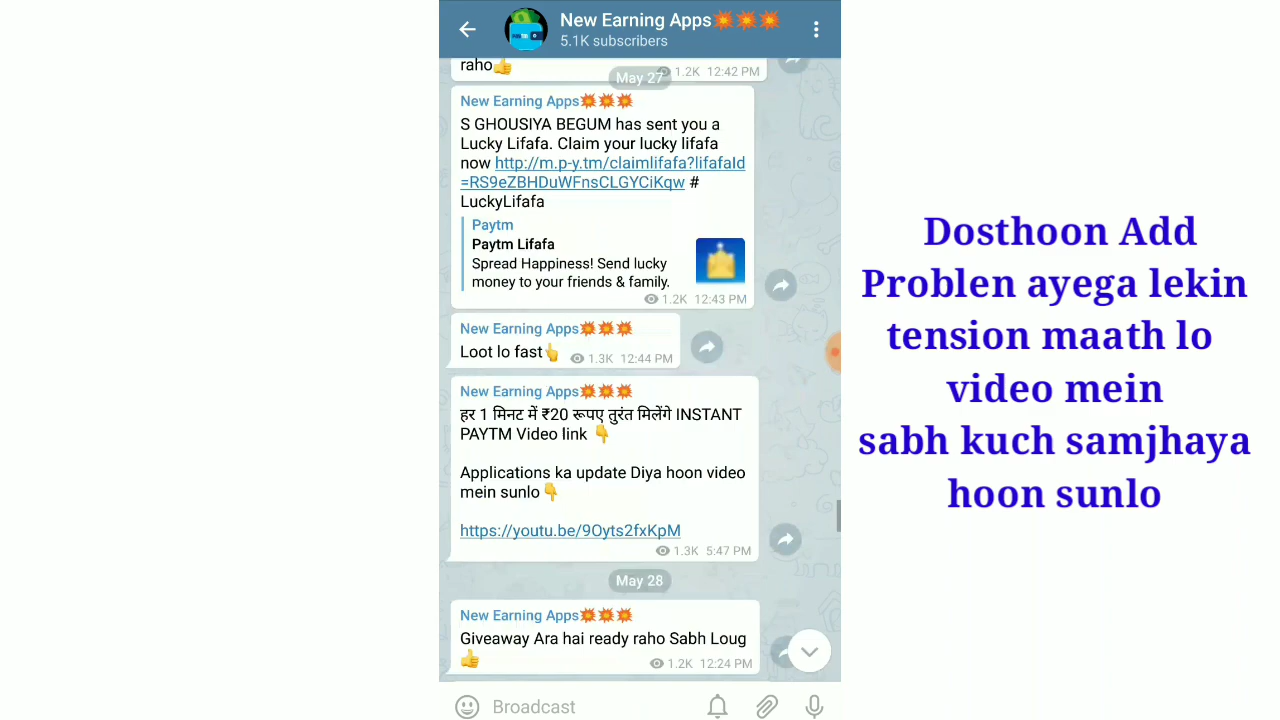 New Earning Apps💥💥💥
5.1K subscribers
raho👍 1.2K 12:42 PM
May 27
New Earning Apps💥💥💥
S GHOUSIYA BEGUM has sent you a
Lucky Lifafa. Claim your lucky lifafa
now http://m.p-y.tm/claimlifafa?lifafaId
=RS9eZBHDuWFnsCLGYCiKqw #
LuckyLifafa
Paytm
Paytm Lifafa
Spread Happiness! Send lucky
money to your friends & family.
1.2K 12:43 PM
New Earning Apps💥💥💥
Loot lo fast👆 1.3K 12:44 PM
New Earning Apps💥💥💥
हर 1 मिनट में ₹20 रूपए तुरंत मिलेंगे INSTANT
PAYTM Video link 👇
Applications ka update Diya hoon video
mein sunlo👇
https://youtu.be/9Oyts2fxKpM
1.3K 5:47 PM
May 28
New Earning Apps💥💥💥
Giveaway Ara hai ready raho Sabh Loug
👍 1.2K 12:24 PM
Broadcast
Dosthoon Add
Problen ayega lekin
tension maath lo
video mein
sabh kuch samjhaya
hoon sunlo